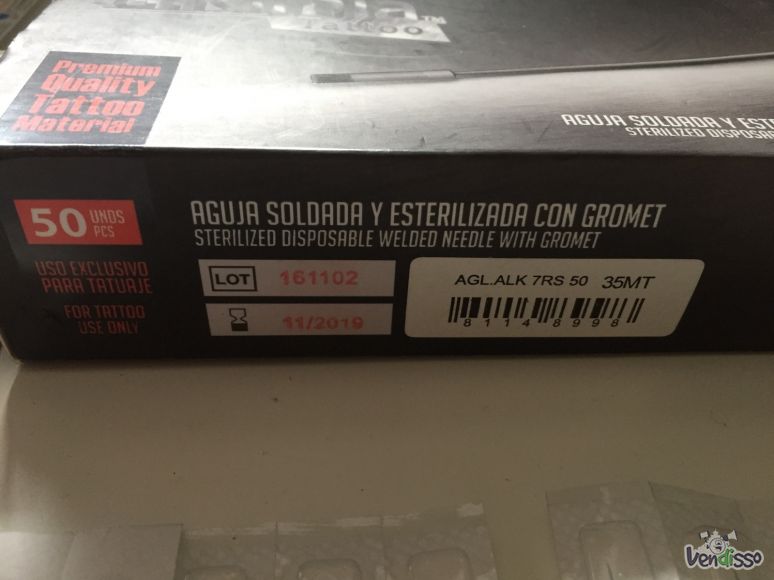 Tattoo™
Premium
Quality
Tattoo
Material
AGUJA SOLDADA Y
STERILIZED
50 UNDS
PCS
AGUJA SOLDADA Y ESTERILIZADA CON GROMET
STERILIZED DISPOSABLE WELDED NEEDLE WITH GROMET
USO EXCLUSIVO
PARA TATUAJE
FOR TATTOO
USE ONLY
LOT 161102
11/2019
AGL.ALK 7RS 50 35MT
81148998
Vendisso